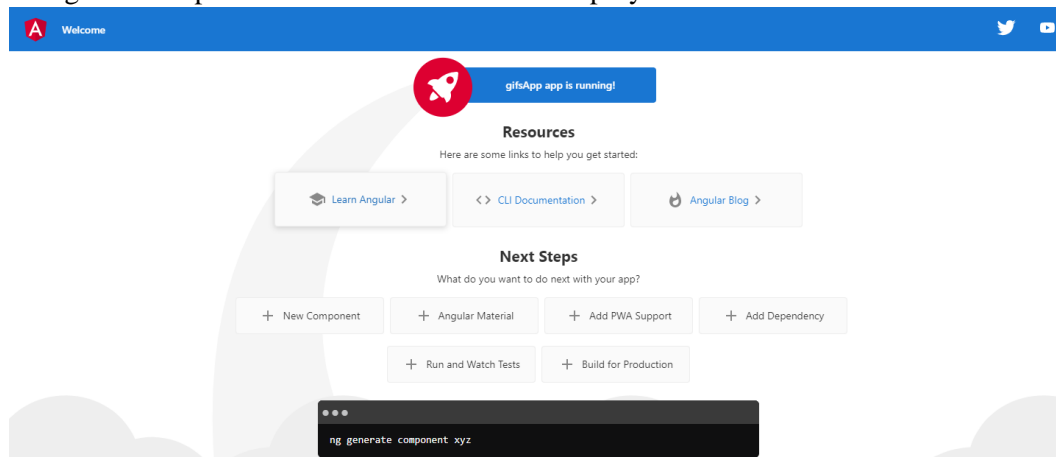 Welcome
gifsApp app is running!
Resources
Here are some links to help you get started:
Learn Angular
CLI Documentation
Angular Blog
Next Steps
What do you want to do next with your app?
New Component
Angular Material
Add PWA Support
Add Dependency
Run and Watch Tests
Build for Production
ng generate component xyz